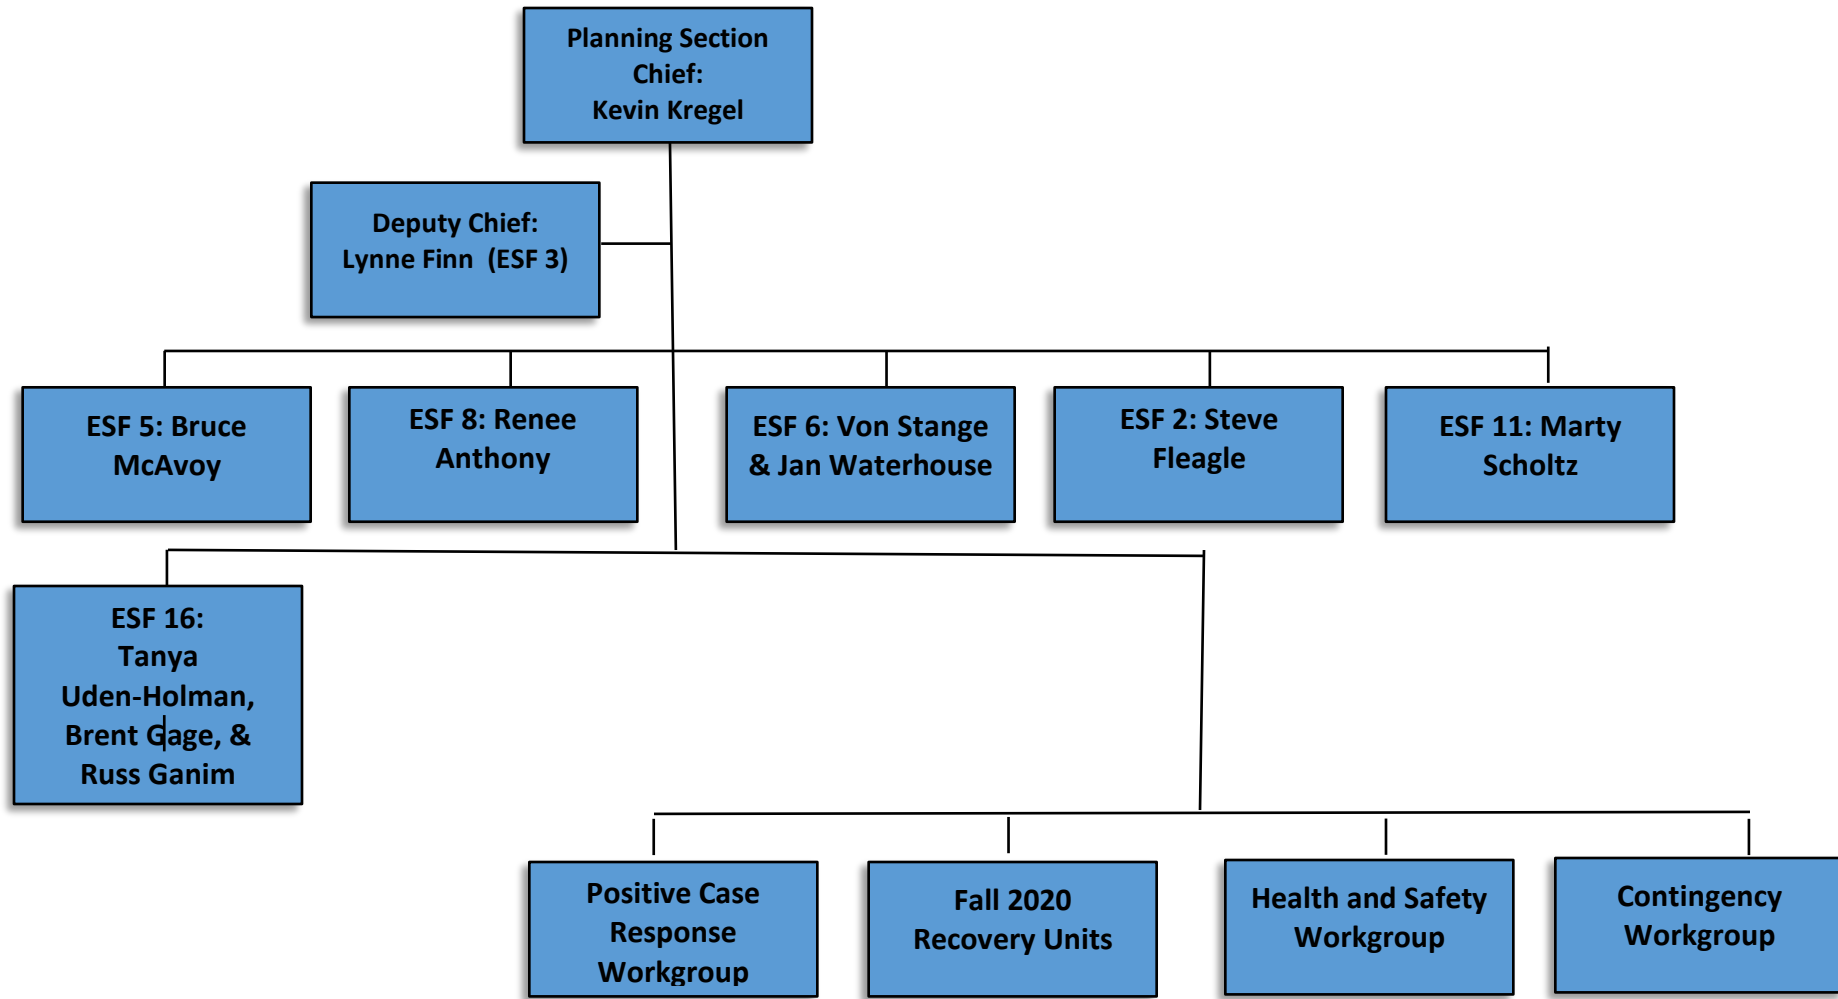 Planning Section
Chief:
Kevin Kregel
Deputy Chief:
Lynne Finn (ESF 3)
ESF 5: Bruce
McAvoy
ESF 8: Renee
Anthony
ESF 6: Von Stange
& Jan Waterhouse
ESF 2: Steve
Fleagle
ESF 11: Marty
Scholtz
ESF 16:
Tanya
Uden-Holman,
Brent Gage, &
Russ Ganim
Positive Case
Response
Workgroup
Fall 2020
Recovery Units
Health and Safety
Workgroup
Contingency
Workgroup